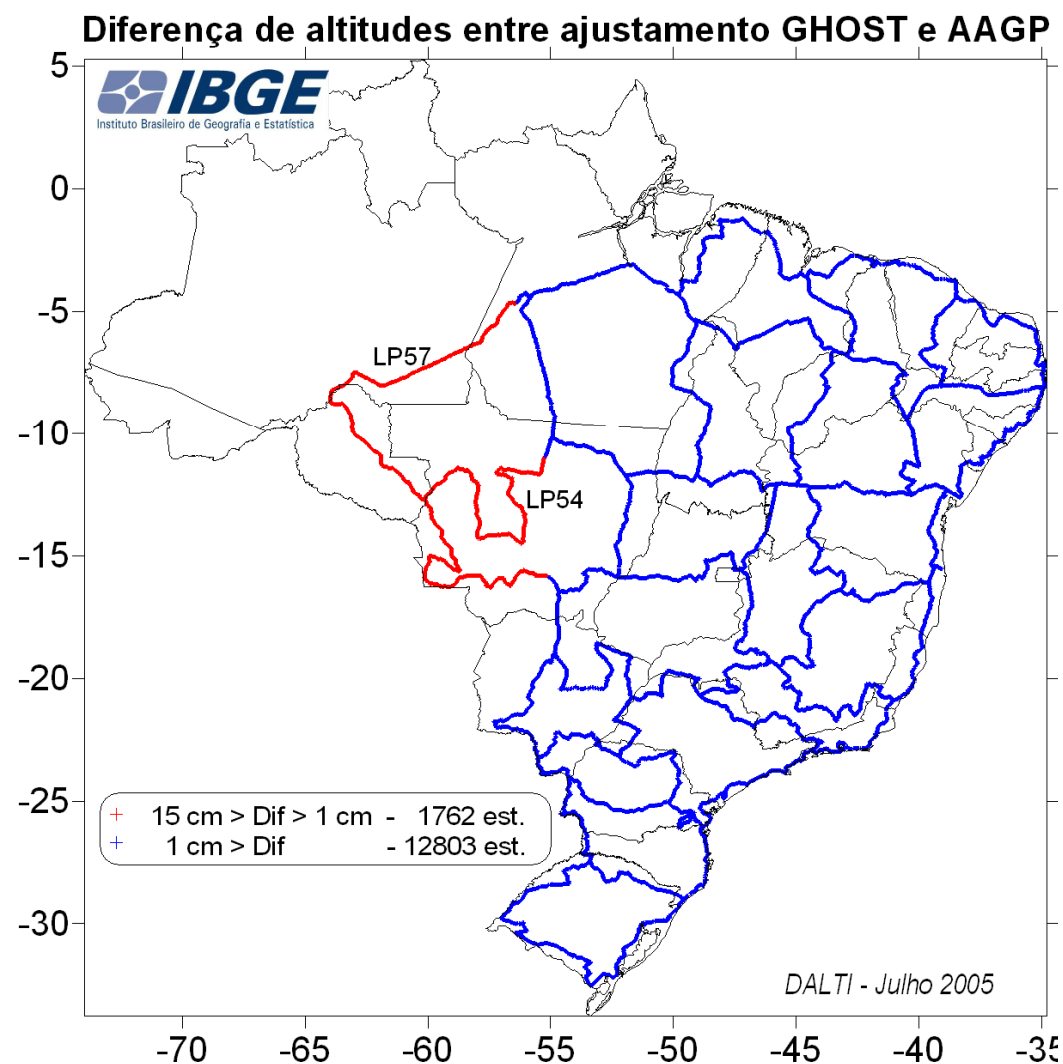 Diferença de altitudes entre ajustamento GHOST e AAGP
IBGE
Instituto Brasileiro de Geografia e Estatística
5
0
-5
-10
-15
-20
-25
-30
LP57
LP54
15 cm > Dif > 1 cm - 1762 est.
1 cm > Dif - 12803 est.
DALTI - Julho 2005
-70 -65 -60 -55 -50 -45 -40 -35